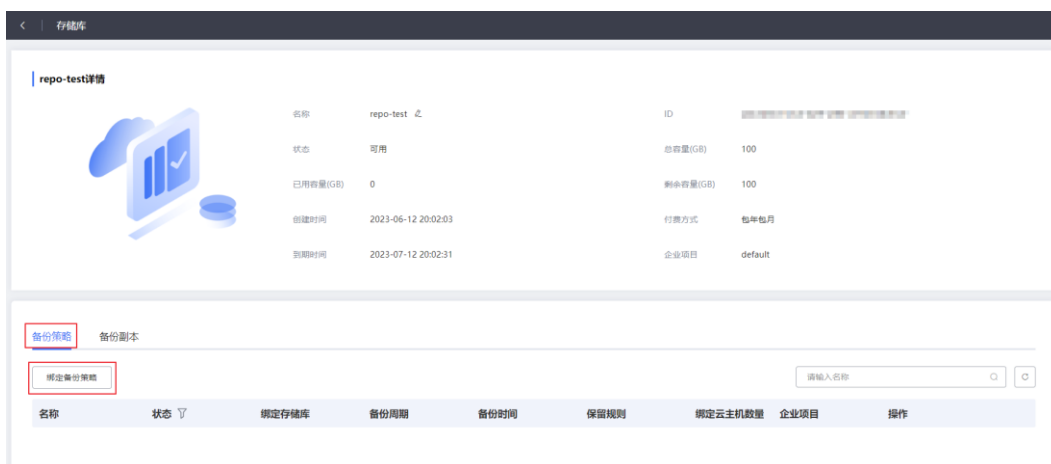 存储库
repo-test详情
名称 repo-test ID
状态 可用 总容量(GB) 100
已用容量(GB) 0 剩余容量(GB) 100
创建时间 2023-06-12 20:02:03 付费方式 包年包月
到期时间 2023-07-12 20:02:31 企业项目 default
备份策略 备份副本
绑定备份策略 请输入名称
名称 状态 绑定存储库 备份周期 备份时间 保留规则 绑定云主机数量 企业项目 操作